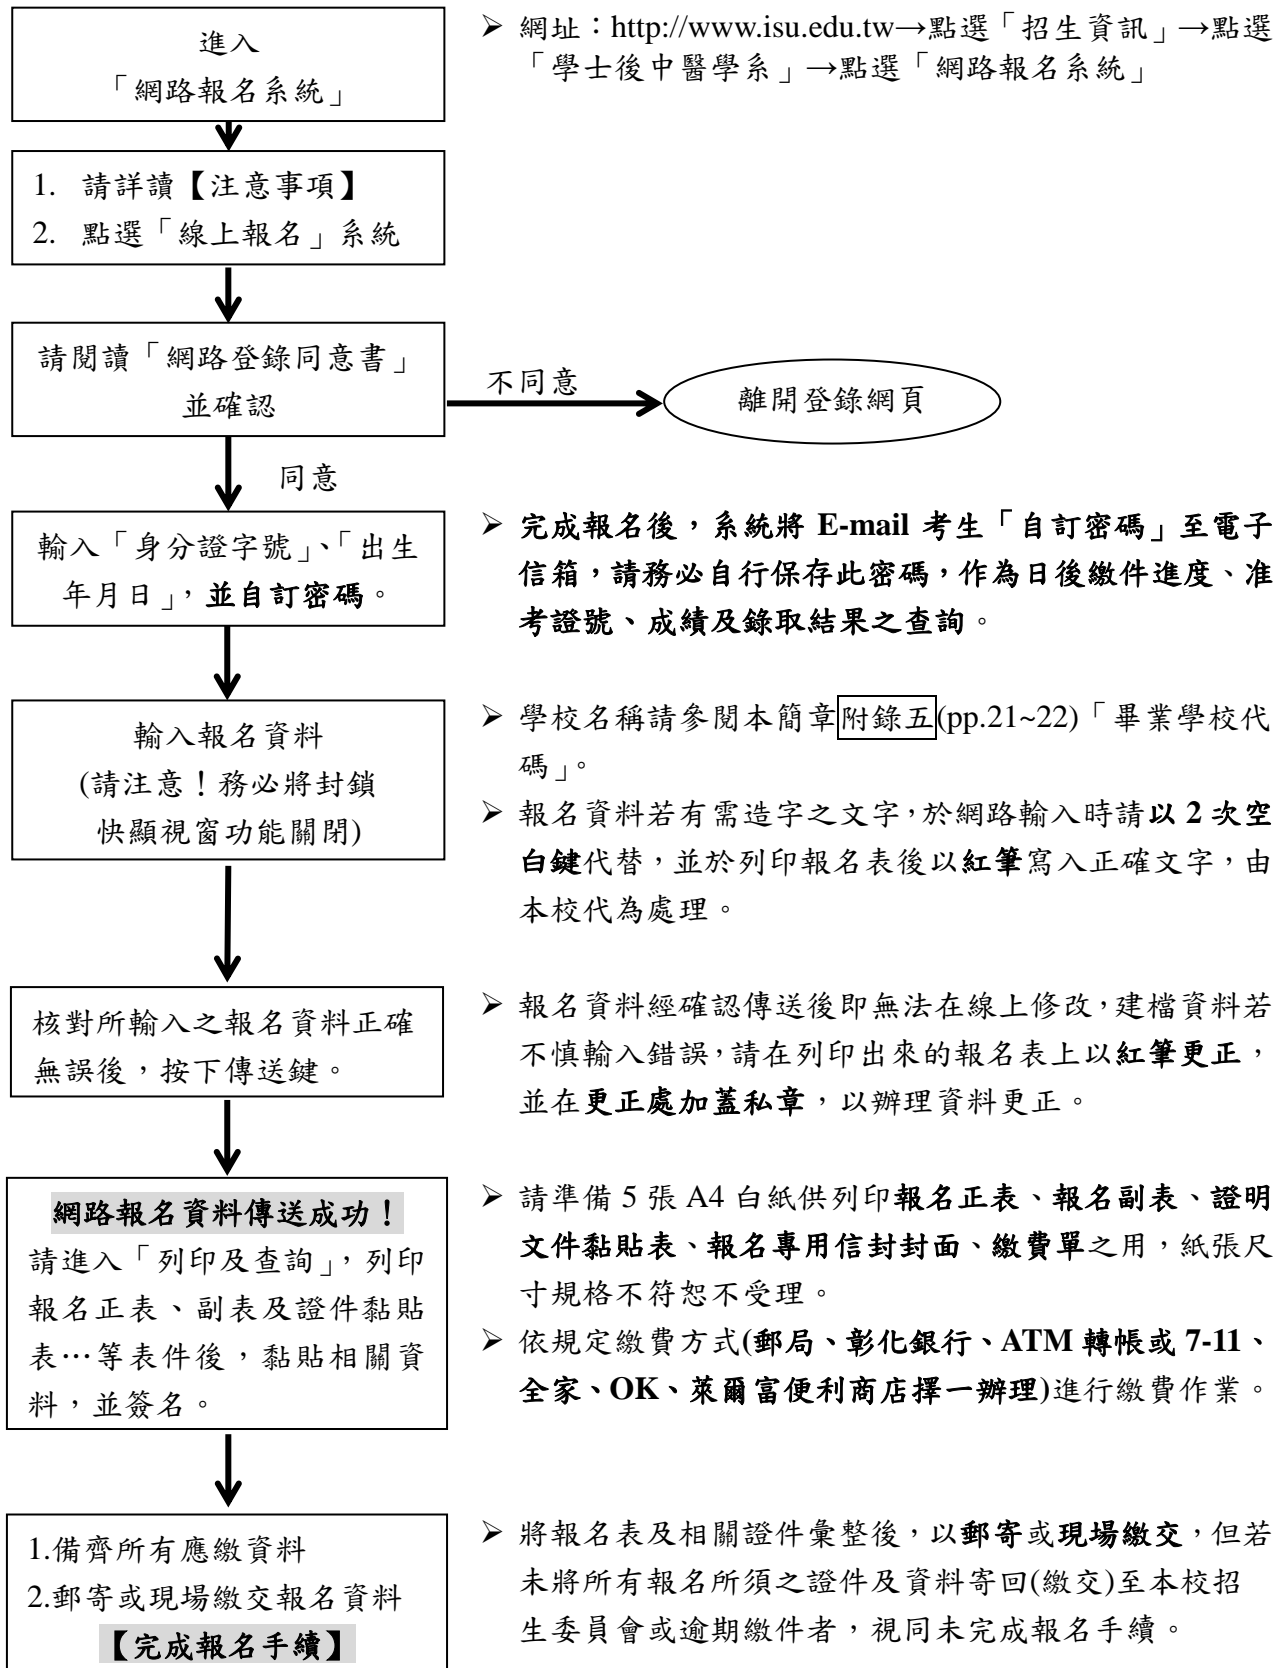 進入
「網路報名系統」
➢ 網址：http://www.isu.edu.tw→點選「招生資訊」→點選
「學士後中醫學系」→點選「網路報名系統」
1. 請詳讀【注意事項】
2. 點選「線上報名」系統
請閱讀「網路登錄同意書」
並確認
不同意
離開登錄網頁
同意
輸入「身分證字號」、「出生
年月日」，並自訂密碼。
➢ 完成報名後，系統將 E-mail 考生「自訂密碼」至電子
信箱，請務必自行保存此密碼，作為日後繳件進度、准
考證號、成績及錄取結果之查詢。
輸入報名資料
(請注意！務必將封鎖
快顯視窗功能關閉)
➢ 學校名稱請參閱本簡章附錄五(pp.21~22)「畢業學校代
碼」。
➢ 報名資料若有需造字之文字，於網路輸入時請以 2 次空
白鍵代替，並於列印報名表後以紅筆寫入正確文字，由
本校代為處理。
核對所輸入之報名資料正確
無誤後，按下傳送鍵。
➢ 報名資料經確認傳送後即無法在線上修改，建檔資料若
不慎輸入錯誤，請在列印出來的報名表上以紅筆更正，
並在更正處加蓋私章，以辦理資料更正。
網路報名資料傳送成功！
請進入「列印及查詢」，列印
報名正表、副表及證件黏貼
表…等表件後，黏貼相關資
料，並簽名。
➢ 請準備 5 張 A4 白紙供列印報名正表、報名副表、證明
文件黏貼表、報名專用信封封面、繳費單之用，紙張尺
寸規格不符恕不受理。
➢ 依規定繳費方式(郵局、彰化銀行、ATM 轉帳或 7-11、
全家、OK、萊爾富便利商店擇一辦理)進行繳費作業。
1.備齊所有應繳資料
2.郵寄或現場繳交報名資料
【完成報名手續】
➢ 將報名表及相關證件彙整後，以郵寄或現場繳交，但若
未將所有報名所須之證件及資料寄回(繳交)至本校招
生委員會或逾期繳件者，視同未完成報名手續。